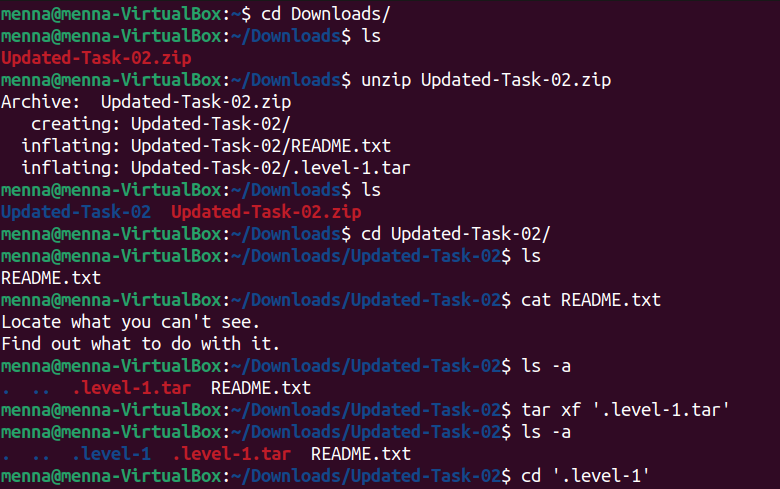 menna@menna-VirtualBox:~$ cd Downloads/
menna@menna-VirtualBox:~/Downloads$ ls
Updated-Task-02.zip
menna@menna-VirtualBox:~/Downloads$ unzip Updated-Task-02.zip
Archive:  Updated-Task-02.zip
   creating: Updated-Task-02/
  inflating: Updated-Task-02/README.txt
  inflating: Updated-Task-02/.level-1.tar
menna@menna-VirtualBox:~/Downloads$ ls
Updated-Task-02  Updated-Task-02.zip
menna@menna-VirtualBox:~/Downloads$ cd Updated-Task-02/
menna@menna-VirtualBox:~/Downloads/Updated-Task-02$ ls
README.txt
menna@menna-VirtualBox:~/Downloads/Updated-Task-02$ cat README.txt
Locate what you can't see.
Find out what to do with it.
menna@menna-VirtualBox:~/Downloads/Updated-Task-02$ ls -a
.  ..  .level-1.tar  README.txt
menna@menna-VirtualBox:~/Downloads/Updated-Task-02$ tar xf '.level-1.tar'
menna@menna-VirtualBox:~/Downloads/Updated-Task-02$ ls -a
.  ..  .level-1  .level-1.tar  README.txt
menna@menna-VirtualBox:~/Downloads/Updated-Task-02$ cd '.level-1'